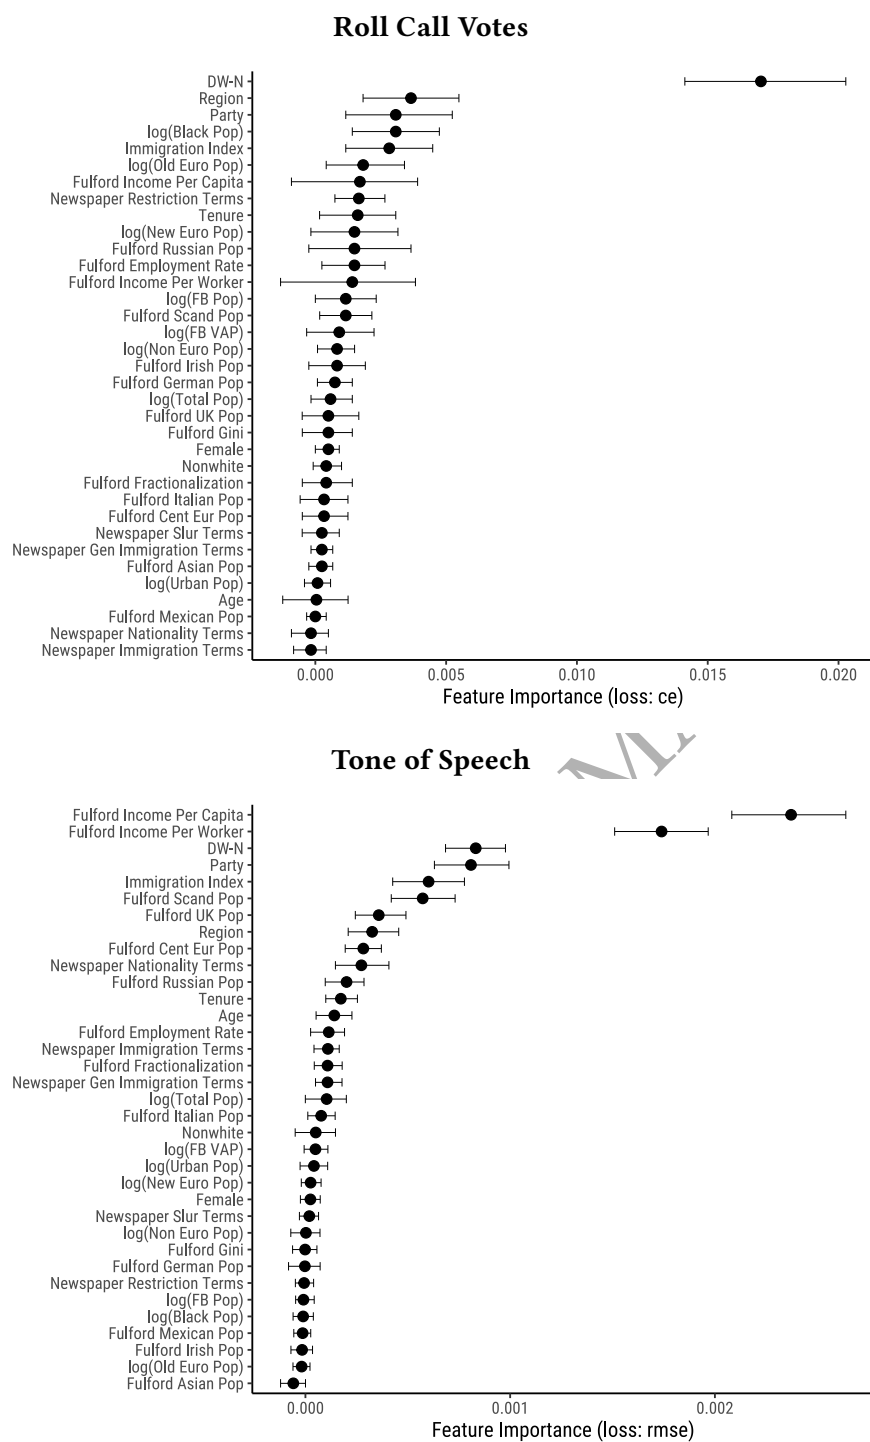 Roll Call Votes
DW-N
Region
Party
log(Black Pop)
Immigration Index
log(Old Euro Pop)
Fulford Income Per Capita
Newspaper Restriction Terms
Tenure
log(New Euro Pop)
Fulford Russian Pop
Fulford Employment Rate
Fulford Income Per Worker
log(FB Pop)
Fulford Scand Pop
log(FB VAP)
log(Non Euro Pop)
Fulford Irish Pop
Fulford German Pop
log(Total Pop)
Fulford UK Pop
Fulford Gini
Female
Nonwhite
Fulford Fractionalization
Fulford Italian Pop
Fulford Cent Eur Pop
Newspaper Slur Terms
Newspaper Gen Immigration Terms
Fulford Asian Pop
log(Urban Pop)
Age
Fulford Mexican Pop
Newspaper Nationality Terms
Newspaper Immigration Terms
0.000 0.005 0.010 0.015 0.020
Feature Importance (loss: ce)
Tone of Speech
Fulford Income Per Capita
Fulford Income Per Worker
DW-N
Party
Immigration Index
Fulford Scand Pop
Fulford UK Pop
Region
Fulford Cent Eur Pop
Newspaper Nationality Terms
Fulford Russian Pop
Tenure
Age
Fulford Employment Rate
Newspaper Immigration Terms
Fulford Fractionalization
Newspaper Gen Immigration Terms
log(Total Pop)
Fulford Italian Pop
Nonwhite
log(FB VAP)
log(Urban Pop)
log(New Euro Pop)
Female
Newspaper Slur Terms
log(Non Euro Pop)
Fulford Gini
Fulford German Pop
Newspaper Restriction Terms
log(FB Pop)
log(Black Pop)
Fulford Mexican Pop
Fulford Irish Pop
log(Old Euro Pop)
Fulford Asian Pop
0.000 0.001 0.002
Feature Importance (loss: rmse)